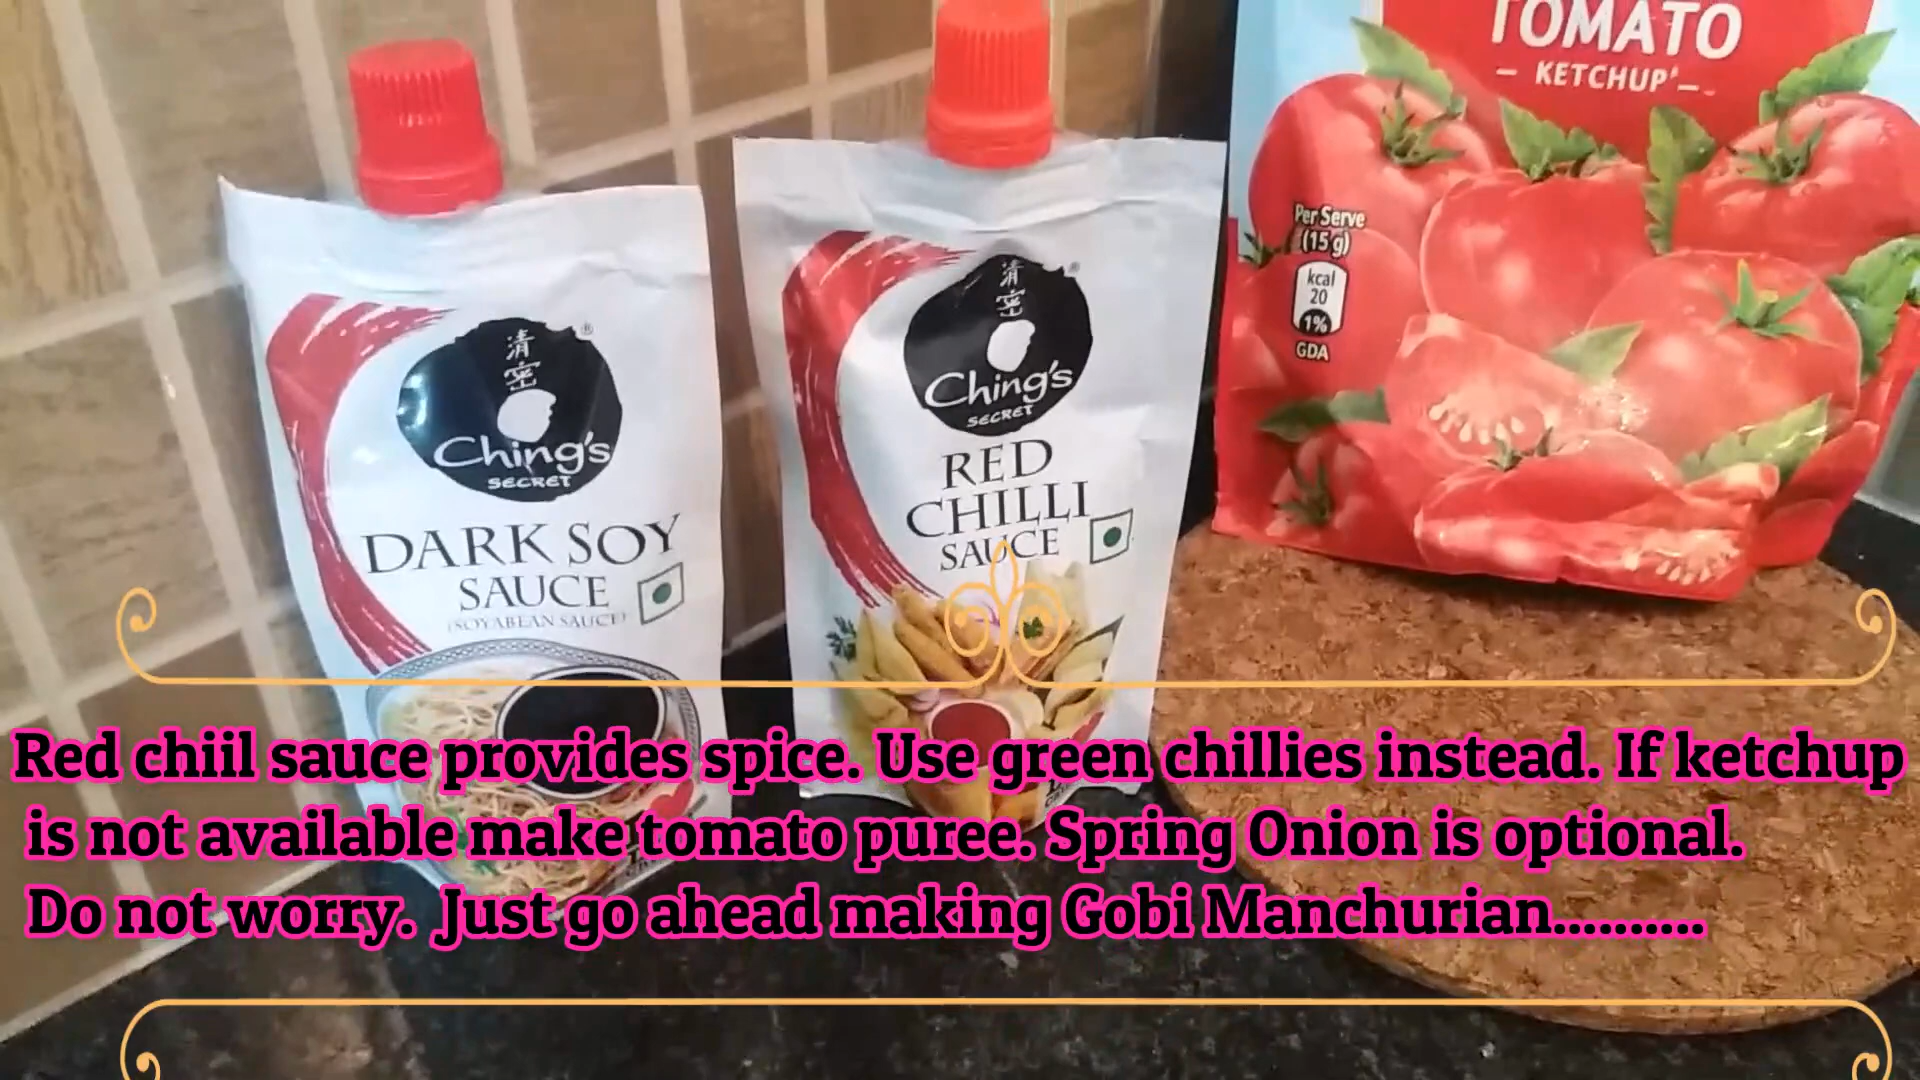 TOMATO
— KETCHUP —
Per Serve
(15 g)
kcal
20
1%
GDA
清
密
Ching's
SECRET
®
DARK SOY
SAUCE
(SOYABEAN SAUCE)
清
密
Ching's
SECRET
®
RED
CHILLI
SAUCE
Red chiil sauce provides spice. Use green chillies instead. If ketchup
is not available make tomato puree. Spring Onion is optional.
Do not worry. Just go ahead making Gobi Manchurian..........